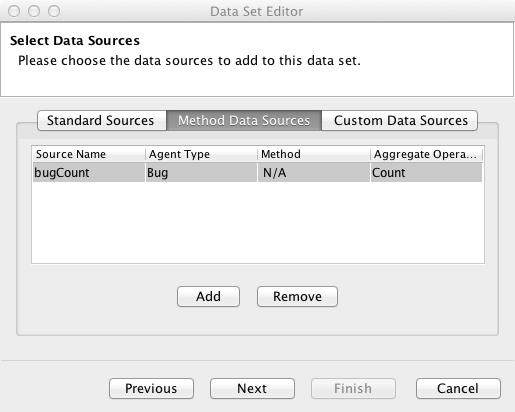 Data Set Editor
Select Data Sources
Please choose the data sources to add to this data set.
Standard Sources Method Data Sources Custom Data Sources
Source Name Agent Type Method Aggregate Opera...
bugCount Bug N/A Count
Add Remove
Previous Next Finish Cancel